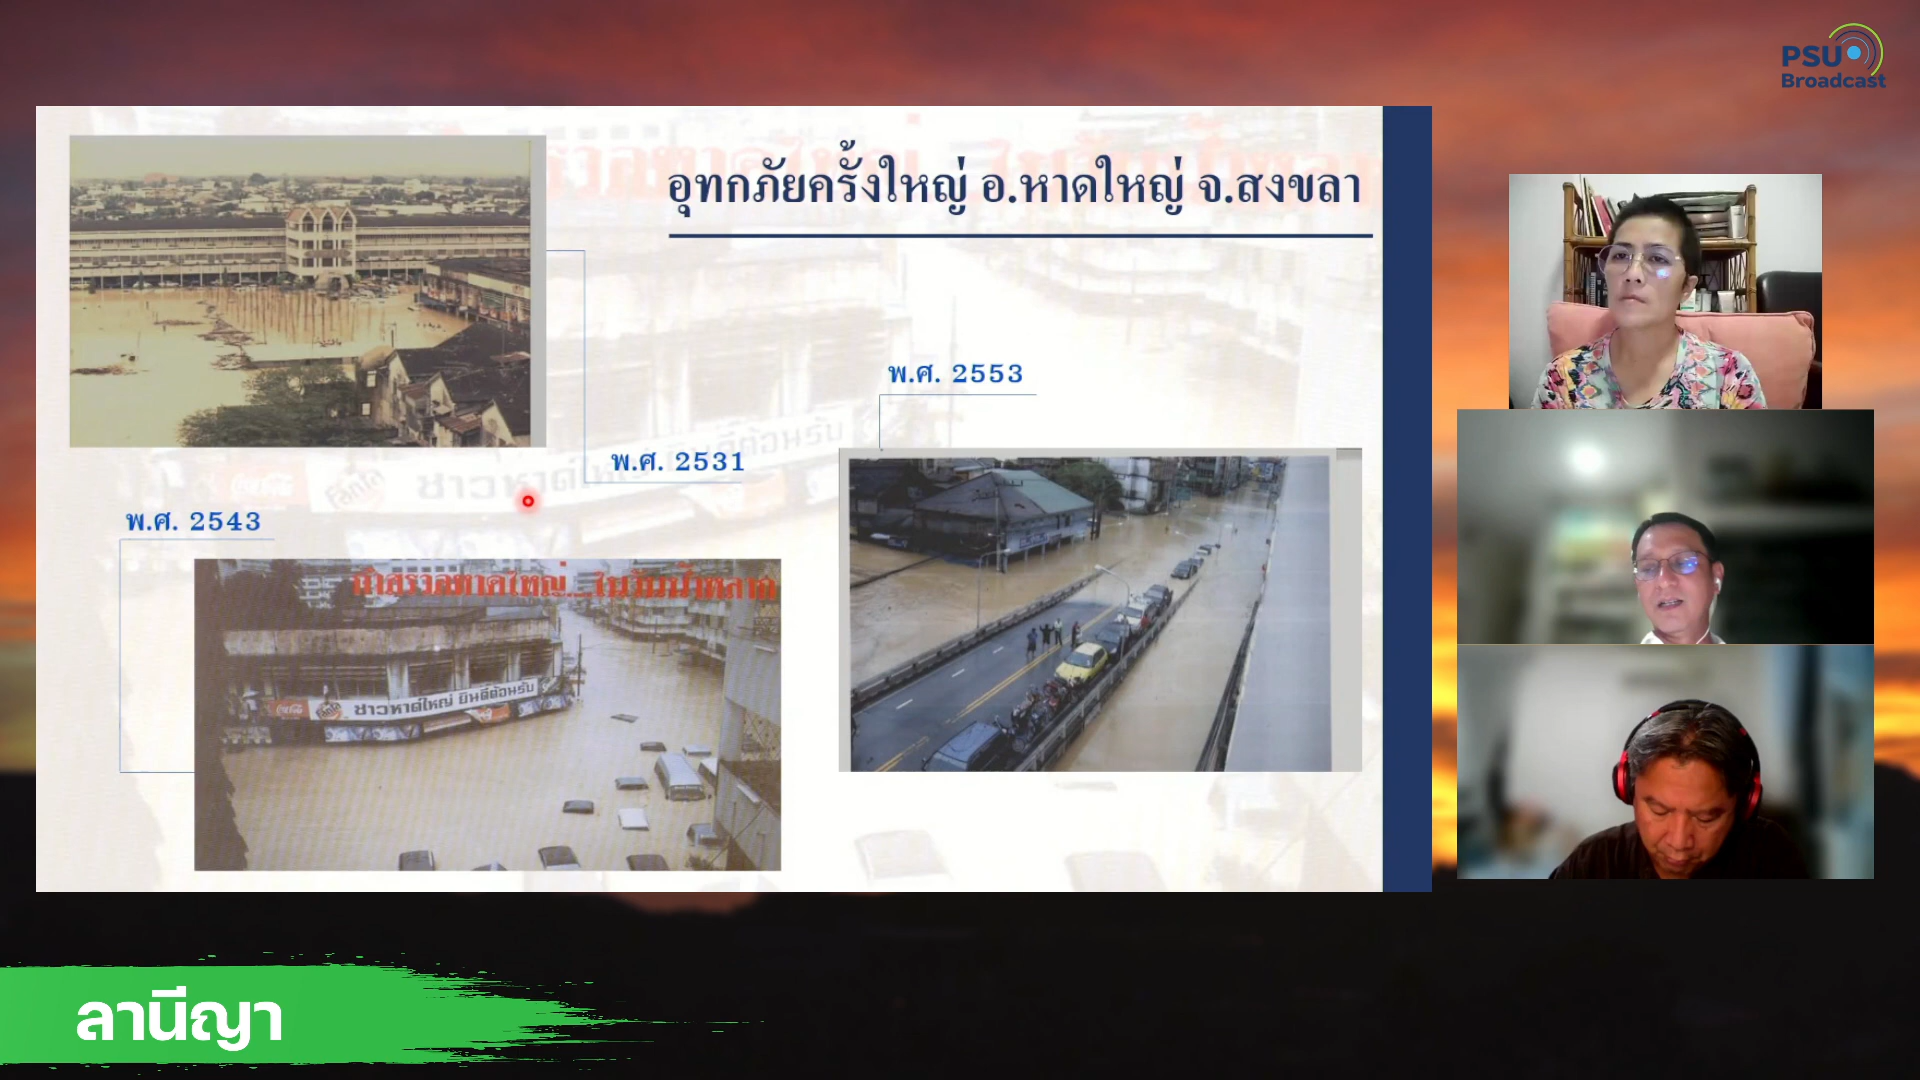 PSU
Broadcast
อุทกภัยครั้งใหญ่ อ.หาดใหญ่ จ.สงขลา
พ.ศ. 2553
พ.ศ. 2531
พ.ศ. 2543
ชาวหาดใหญ่ ยินดีต้อนรับ
Fanta
ลานีญา